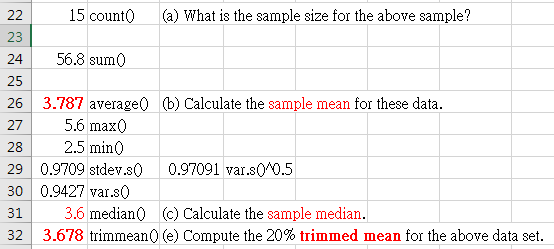 22 15 count() (a) What is the sample size for the above sample?
23
24 56.8 sum()
25
26 3.787 average() (b) Calculate the sample mean for these data.
27 5.6 max()
28 2.5 min()
29 0.9709 stdev.s() 0.97091 var.s()^0.5
30 0.9427 var.s()
31 3.6 median() (c) Calculate the sample median.
32 3.678 trimmean() (e) Compute the 20% trimmed mean for the above data set.